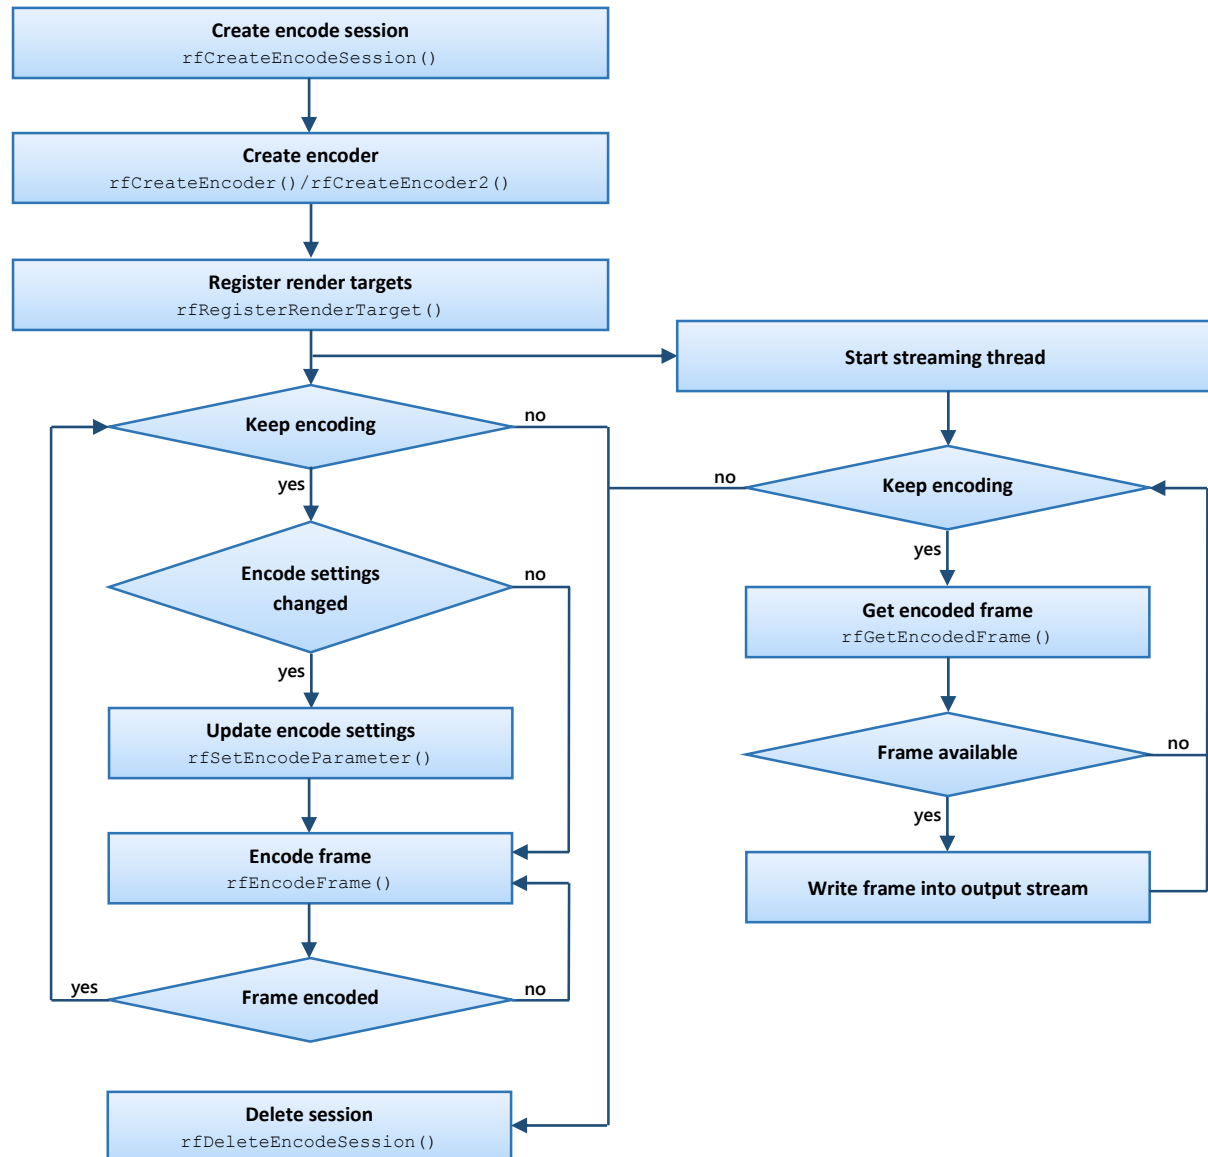 Create encode session
rfCreateEncodeSession()
Create encoder
rfCreateEncoder()/rfCreateEncoder2()
Register render targets
rfRegisterRenderTarget()
Start streaming thread
Keep encoding
no
yes
Encode settings
changed
no
yes
Update encode settings
rfSetEncodeParameter()
Encode frame
rfEncodeFrame()
Frame encoded
yes
no
Delete session
rfDeleteEncodeSession()
Keep encoding
no
yes
Get encoded frame
rfGetEncodedFrame()
Frame available
no
yes
Write frame into output stream